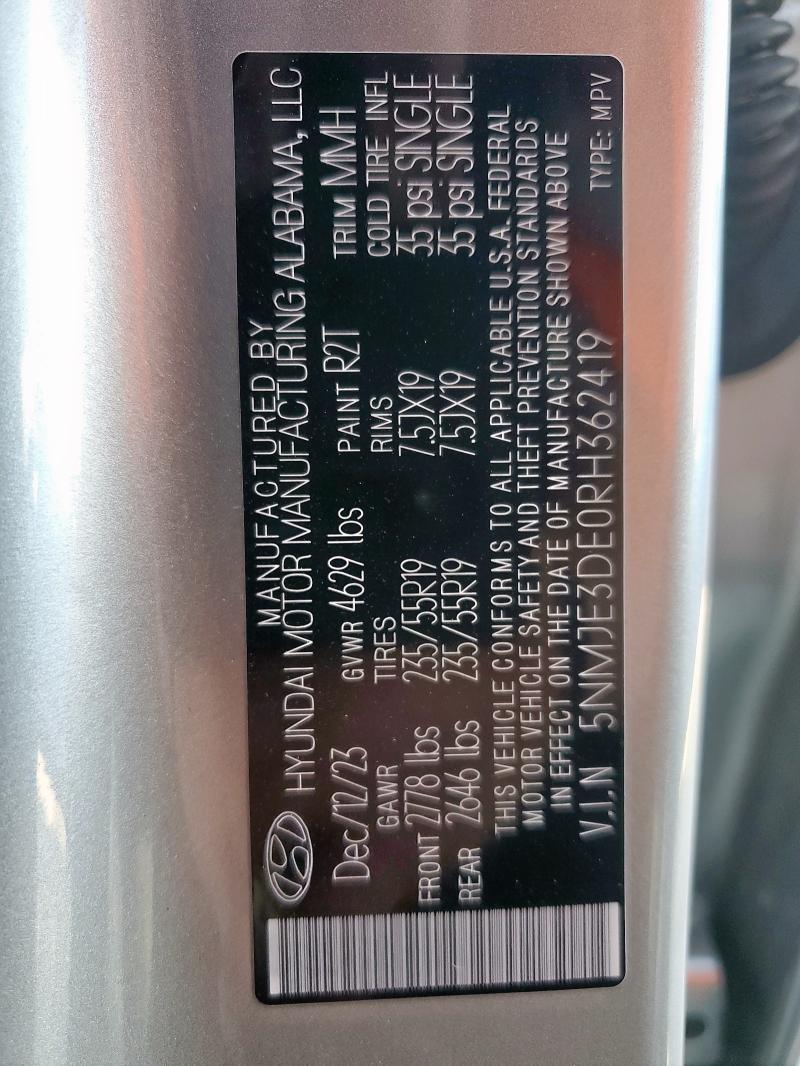 MANUFACTURED BY
HYUNDAI MOTOR MANUFACTURING ALABAMA, LLC
Dec/12/23 GVWR 4629 lbs PAINT R2T TRIM MMH
GAWR TIRES RIMS COLD TIRE INFL
FRONT 2778 lbs 235/55R19 7.5JX19 35 psi SINGLE
REAR 2646 lbs 235/55R19 7.5JX19 35 psi SINGLE
THIS VEHICLE CONFORMS TO ALL APPLICABLE U.S.A. FEDERAL
MOTOR VEHICLE SAFETY AND THEFT PREVENTION STANDARDS
IN EFFECT ON THE DATE OF MANUFACTURE SHOWN ABOVE
V.I.N 5NMJE3DE0RH362419 TYPE: MPV